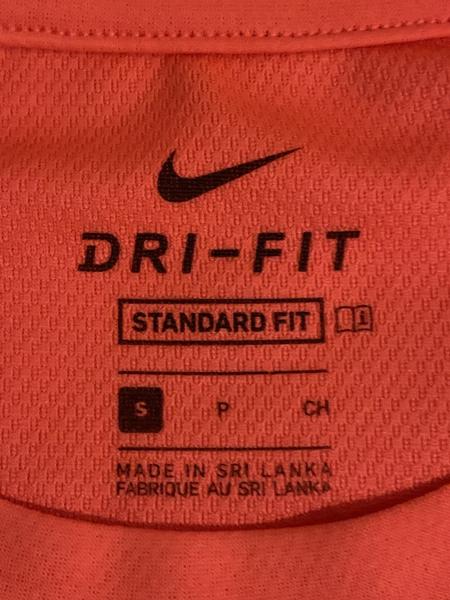 DRI-FIT
STANDARD FIT i
S P CH
MADE IN SRI LANKA
FABRIQUE AU SRI LANKA